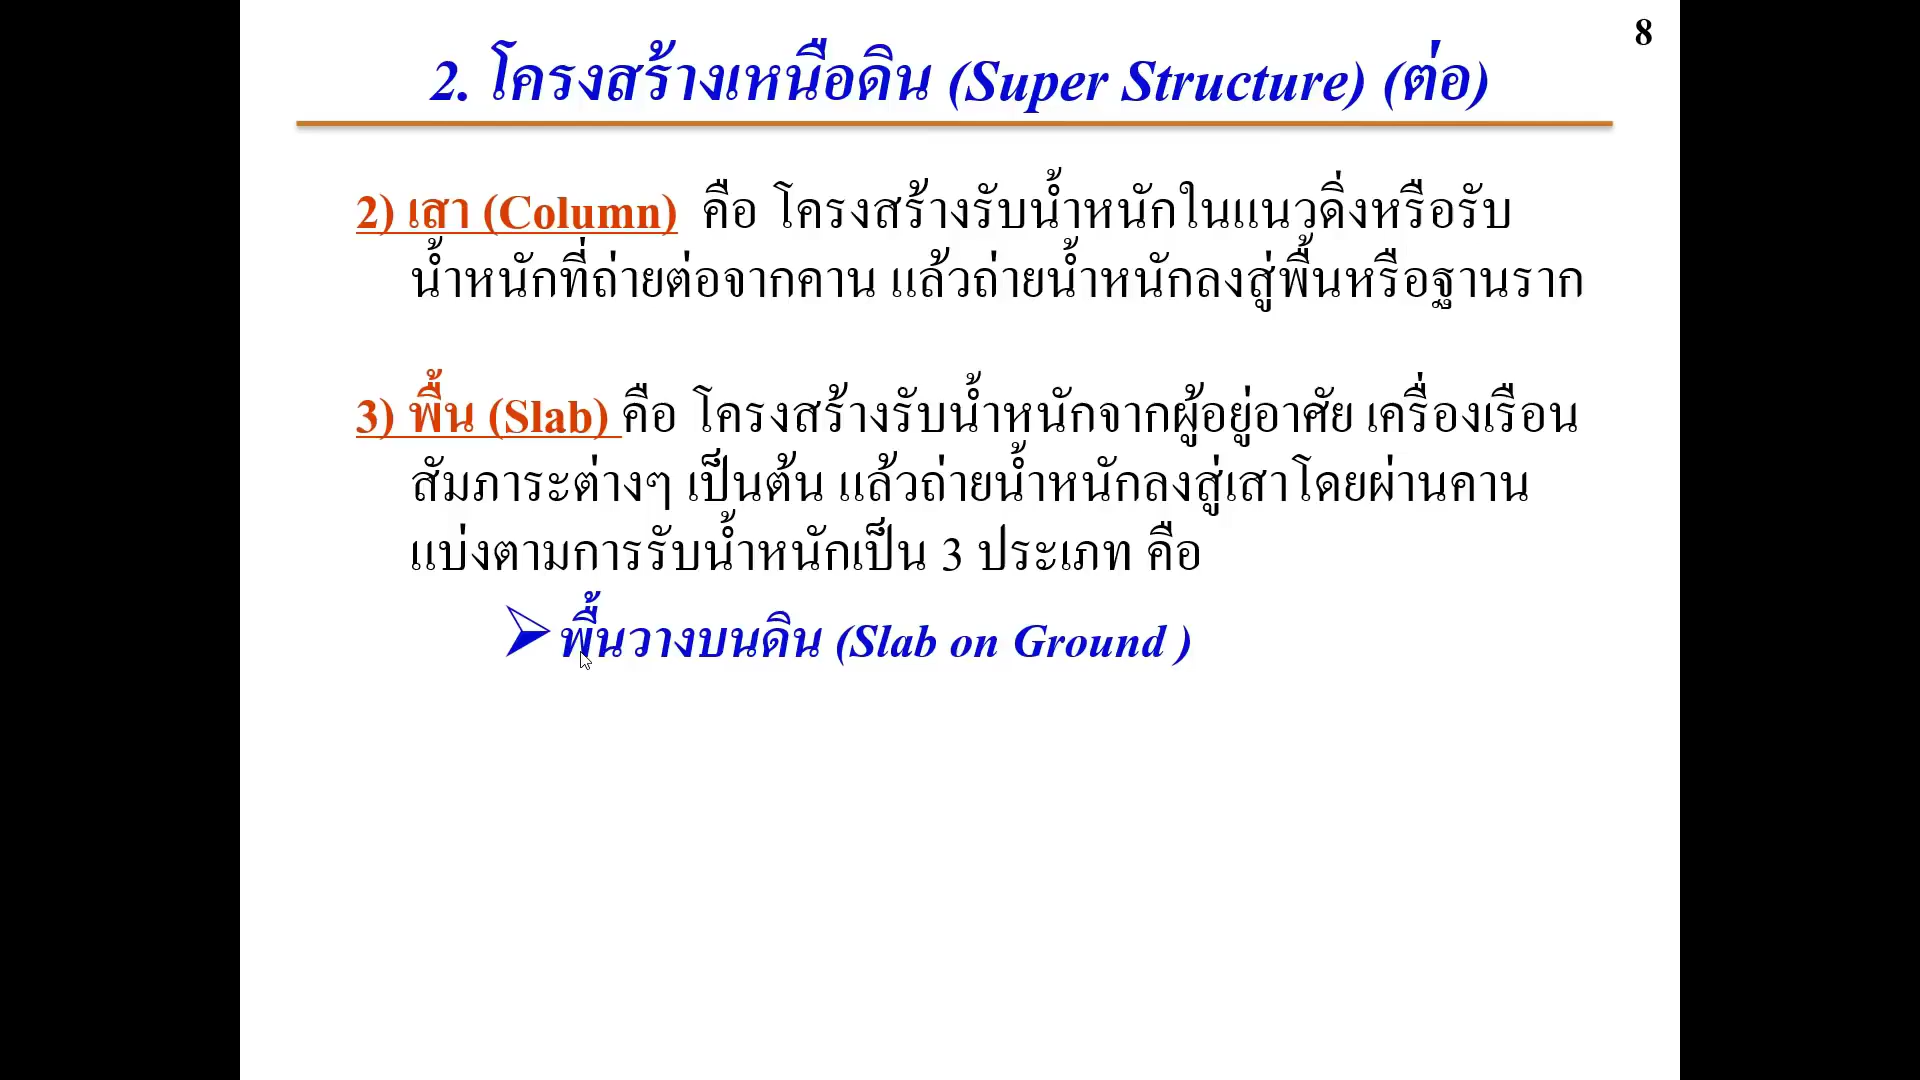 8
2. โครงสร้างเหนือดิน (Super Structure) (ต่อ)
2) เสา (Column) คือ โครงสร้างรับน้ำหนักในแนวดิ่งหรือรับ
น้ำหนักที่ถ่ายต่อจากคาน แล้วถ่ายน้ำหนักลงสู่พื้นหรือฐานราก
3) พื้น (Slab) คือ โครงสร้างรับน้ำหนักจากผู้อยู่อาศัย เครื่องเรือน
สัมภาระต่างๆ เป็นต้น แล้วถ่ายน้ำหนักลงสู่เสาโดยผ่านคาน
แบ่งตามการรับน้ำหนักเป็น 3 ประเภท คือ
พื้นวางบนดิน (Slab on Ground )